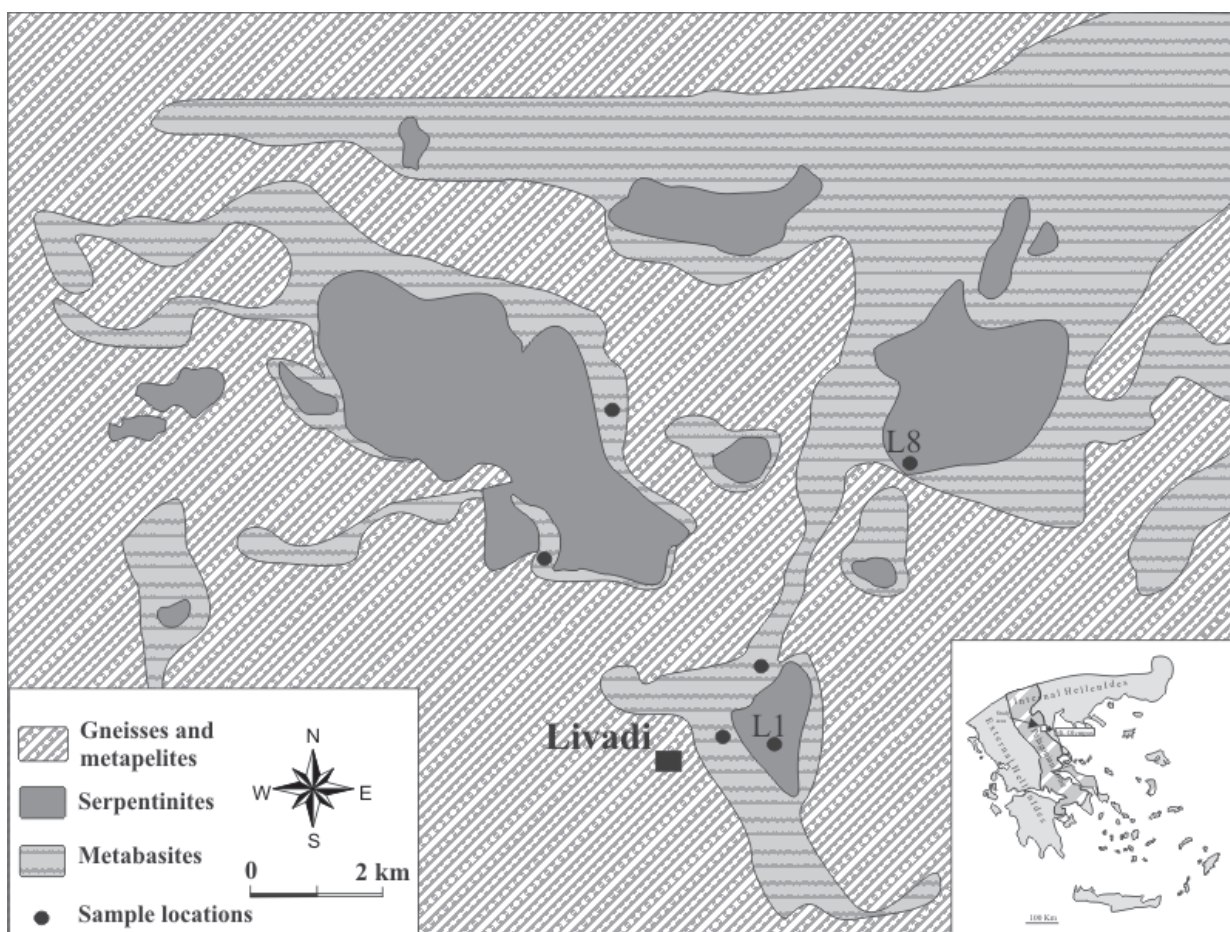 L8
L1
Livadi
Gneisses and
metapelites
Serpentinites
Metabasites
Sample locations
N
W E
S
0 2 km
Internal Hellenides
External Hellenides
100 Km